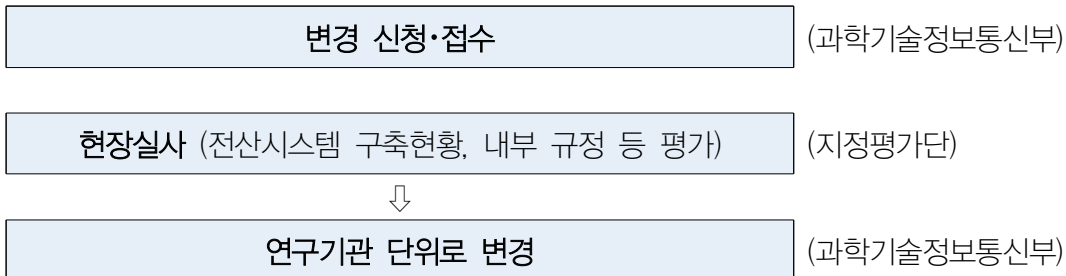 변경 신청·접수 (과학기술정보통신부)
현장실사 (전산시스템 구축현황, 내부 규정 등 평가) (지정평가단)
⇩
연구기관 단위로 변경 (과학기술정보통신부)